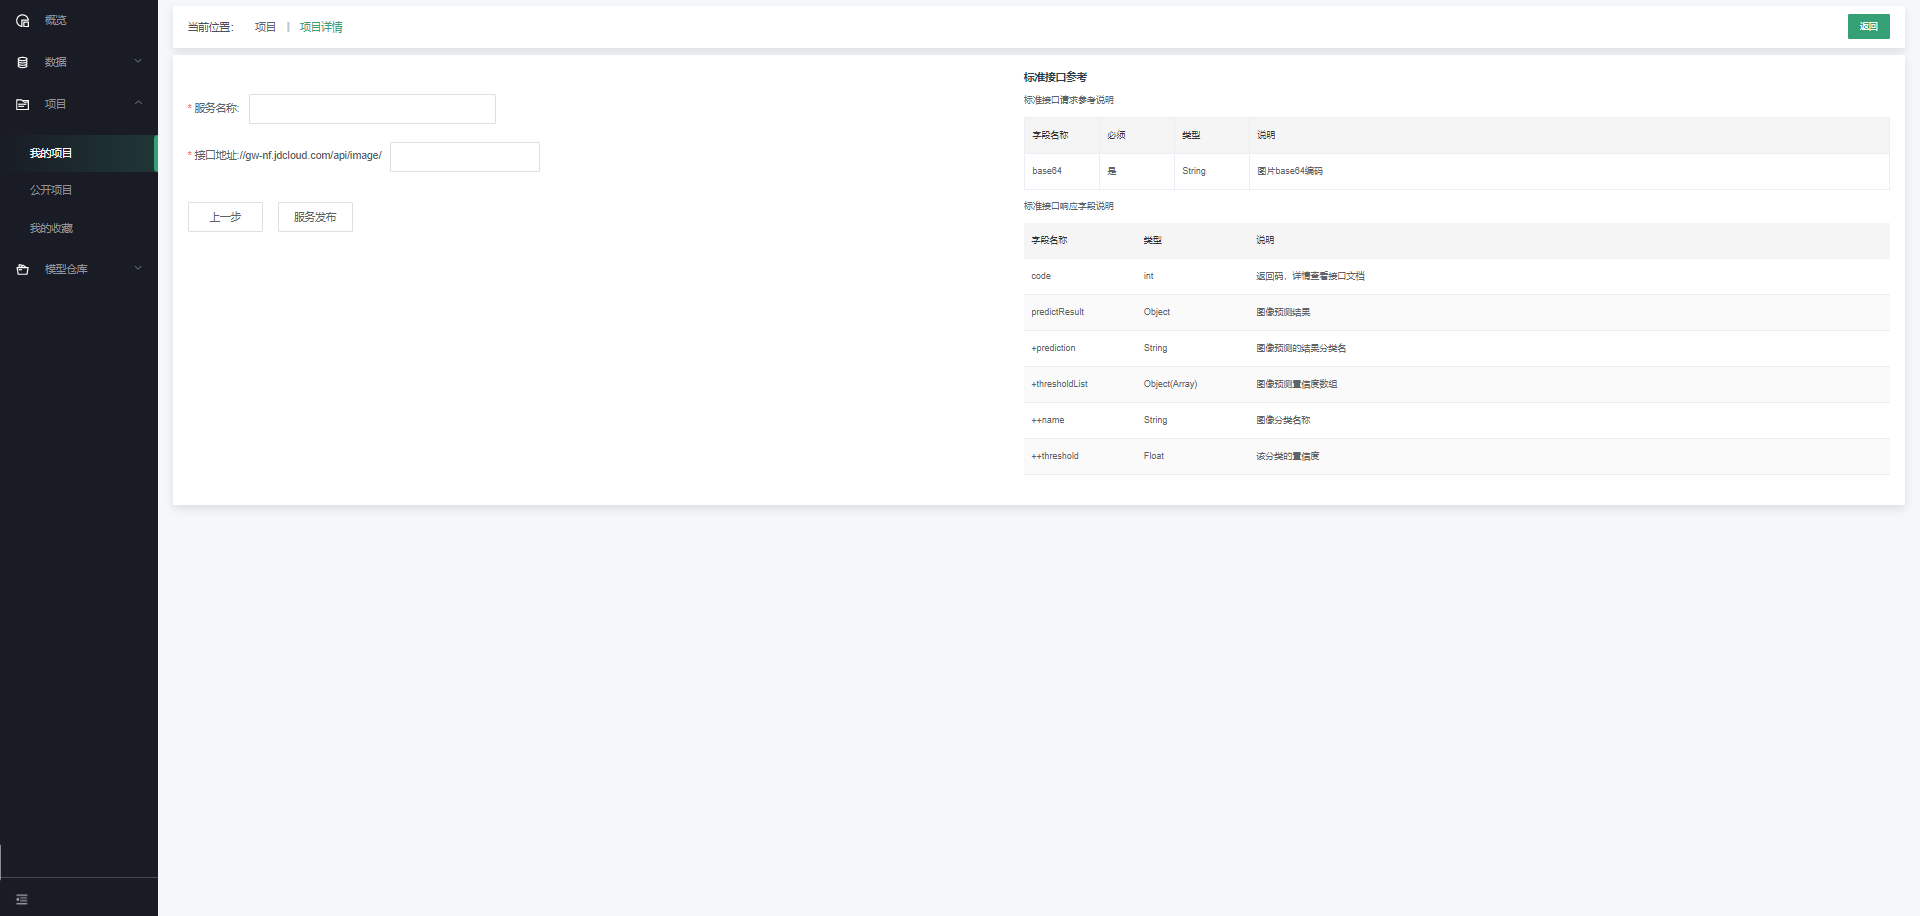 概览
数据
项目
我的项目
公开项目
我的收藏
模型仓库
当前位置: 项目 | 项目详情
返回
* 服务名称:
* 接口地址://gw-nf.jdcloud.com/api/image/
上一步 服务发布
标准接口参考
标准接口请求参考说明
字段名称 必须 类型 说明
base64 是 String 图片base64编码
标准接口响应字段说明
字段名称 类型 说明
code int 返回码，详情查看接口文档
predictResult Object 图像预测结果
+prediction String 图像预测的结果分类名
+thresholdList Object(Array) 图像预测置信度数组
++name String 图像分类名称
++threshold Float 该分类的置信度